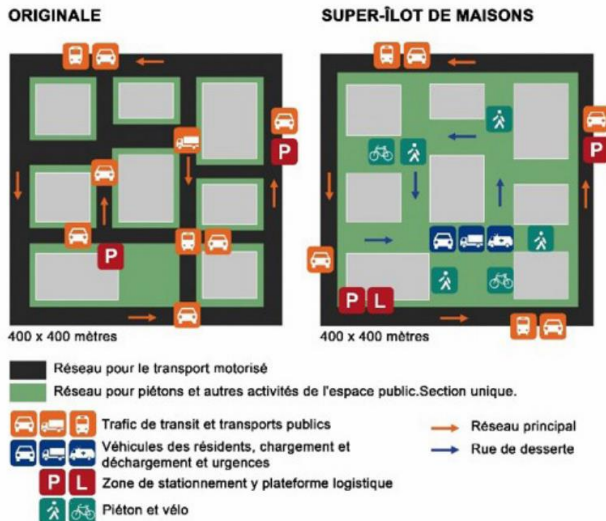 ORIGINALE
SUPER-ÎLOT DE MAISONS
P
P
P
P L
400 x 400 mètres
400 x 400 mètres
Réseau pour le transport motorisé
Réseau pour piétons et autres activités de l'espace public.Section unique.
Trafic de transit et transports publics
Réseau principal
Véhicules des résidents, chargement et
déchargement et urgences
Rue de desserte
P L Zone de stationnement y plateforme logistique
Piéton et vélo